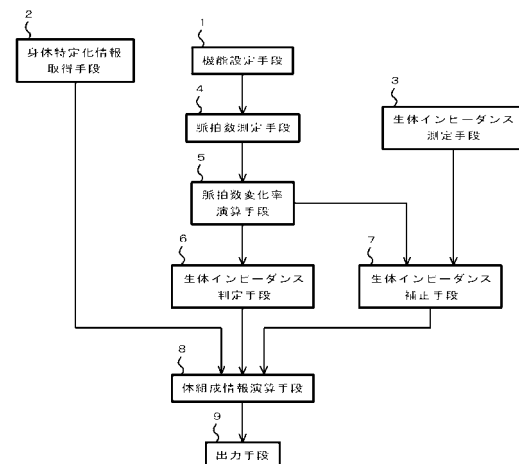 1
機能設定手段
2
身体特定化情報
取得手段
3
生体インピーダンス
測定手段
4
脈拍数測定手段
5
脈拍数変化率
演算手段
6
生体インピーダンス
判定手段
7
生体インピーダンス
補正手段
8
体組成情報演算手段
9
出力手段